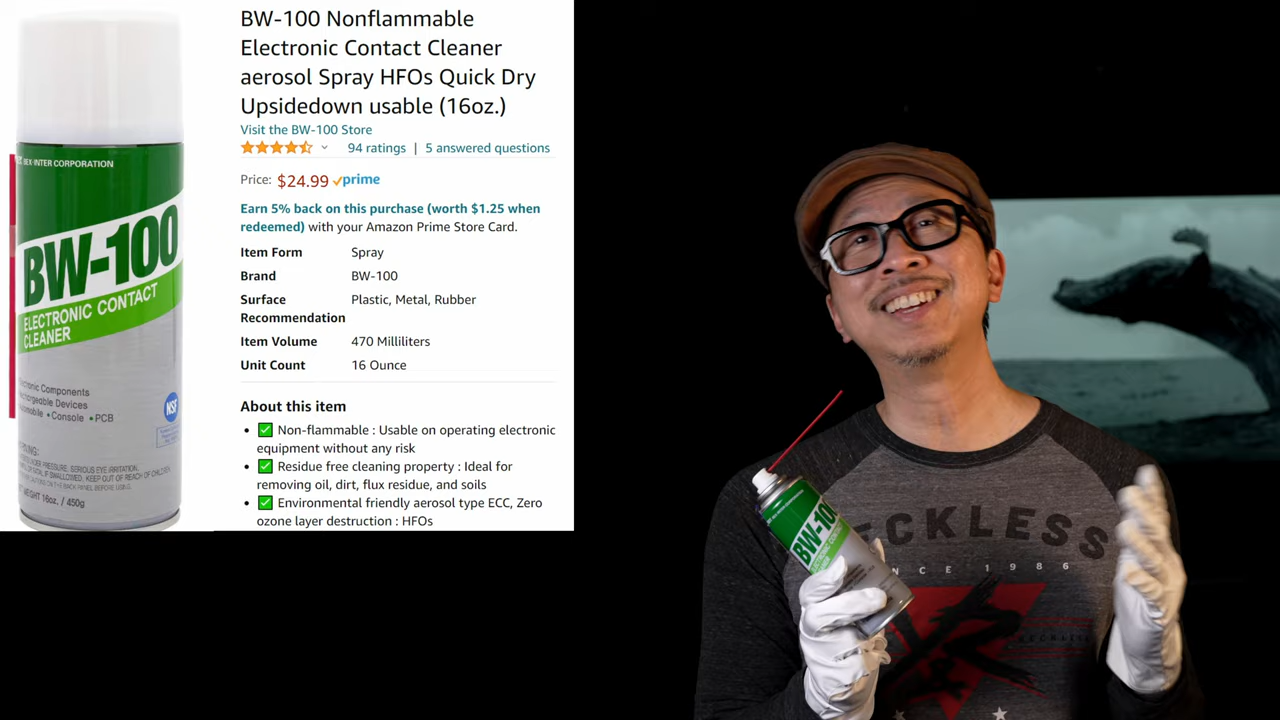 BW-100 Nonflammable
Electronic Contact Cleaner
aerosol Spray HFOs Quick Dry
Upsidedown usable (16oz.)
Visit the BW-100 Store
94 ratings | 5 answered questions
Price: $24.99 prime
Earn 5% back on this purchase (worth $1.25 when
redeemed) with your Amazon Prime Store Card.
Item Form Spray
Brand BW-100
Surface Plastic, Metal, Rubber
Recommendation
Item Volume 470 Milliliters
Unit Count 16 Ounce
About this item
• Non-flammable : Usable on operating electronic
equipment without any risk
• Residue free cleaning property : Ideal for
removing oil, dirt, flux residue, and soils
• Environmental friendly aerosol type ECC, Zero
ozone layer destruction : HFOs
INTER CORPORATION
BW-100
ELECTRONIC CONTACT
CLEANER
Components
Devices
• Console • PCB
NSF
16oz. / 450g
BW-10
ELECTRONIC
ECKLESS
NCE 1986
RECKLESS